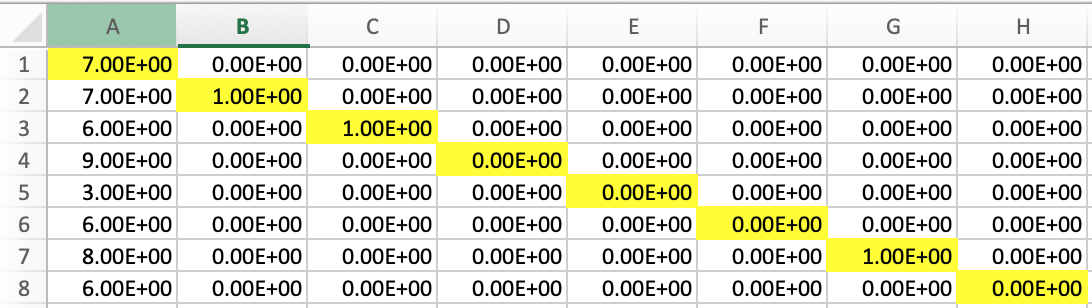 A B C D E F G H
1 7.00E+00 0.00E+00 0.00E+00 0.00E+00 0.00E+00 0.00E+00 0.00E+00 0.00E+00
2 7.00E+00 1.00E+00 0.00E+00 0.00E+00 0.00E+00 0.00E+00 0.00E+00 0.00E+00
3 6.00E+00 0.00E+00 1.00E+00 0.00E+00 0.00E+00 0.00E+00 0.00E+00 0.00E+00
4 9.00E+00 0.00E+00 0.00E+00 0.00E+00 0.00E+00 0.00E+00 0.00E+00 0.00E+00
5 3.00E+00 0.00E+00 0.00E+00 0.00E+00 0.00E+00 0.00E+00 0.00E+00 0.00E+00
6 6.00E+00 0.00E+00 0.00E+00 0.00E+00 0.00E+00 0.00E+00 0.00E+00 0.00E+00
7 8.00E+00 0.00E+00 0.00E+00 0.00E+00 0.00E+00 0.00E+00 1.00E+00 0.00E+00
8 6.00E+00 0.00E+00 0.00E+00 0.00E+00 0.00E+00 0.00E+00 0.00E+00 0.00E+00